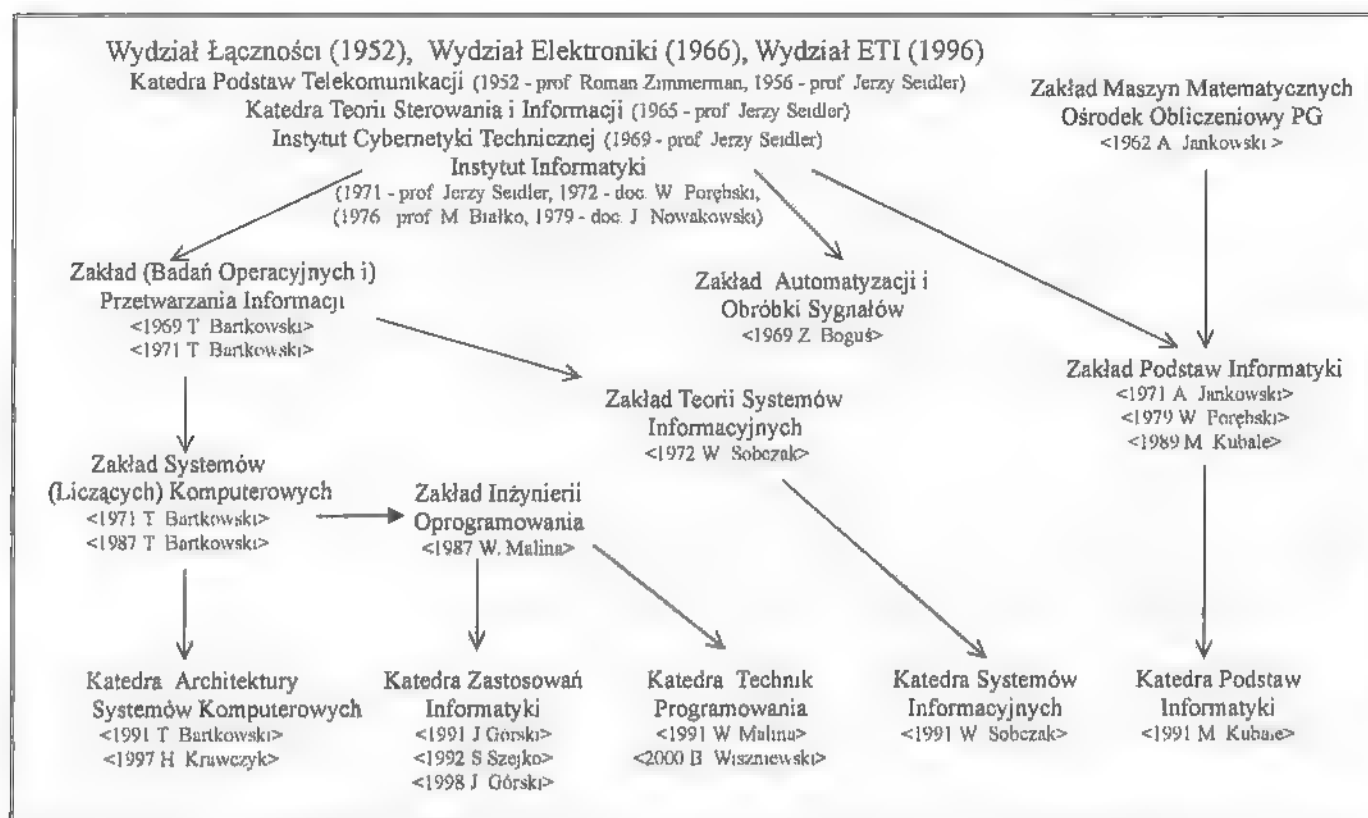 Wydział Łączności (1952), Wydział Elektroniki (1966), Wydział ETI (1996)
Katedra Podstaw Telekomunikacji (1952 - prof Roman Zimmerman, 1956 - prof Jerzy Seidler)
Katedra Teorii Sterowania i Informacji (1965 - prof Jerzy Seidler)
Instytut Cybernetyki Technicznej (1969 - prof Jerzy Seidler)
Instytut Informatyki
(1971 - prof Jerzy Seidler, 1972 - doc. W Porębski,
(1976 prof M Białko, 1979 - doc. J Nowakowski)
Zakład Maszyn Matematycznych
Ośrodek Obliczeniowy PG
<1962 A Jankowski >
Zakład (Badań Operacyjnych i)
Przetwarzania Informacji
<1969 T Bartkowski>
<1971 T Bartkowski>
Zakład Automatyzacji i
Obróbki Sygnałów
<1969 Z Boguś>
Zakład Podstaw Informatyki
<1971 A Jankowski>
<1979 W Porębski>
<1989 M Kubale>
Zakład Teorii Systemów
Informacyjnych
<1972 W Sobczak>
Zakład Systemów
(Liczących) Komputerowych
<1971 T Bartkowski>
<1987 T Bartkowski>
Zakład Inżynierii
Oprogramowania
<1987 W. Malina>
Katedra Architektury
Systemów Komputerowych
<1991 T Bartkowski>
<1997 H Krawczyk>
Katedra Zastosowań
Informatyki
<1991 J Górski>
<1992 S Szejko>
<1998 J Górski>
Katedra Technik
Programowania
<1991 W Malina>
<2000 B Wiszniewski>
Katedra Systemów
Informacyjnych
<1991 W Sobczak>
Katedra Podstaw
Informatyki
<1991 M Kubale>